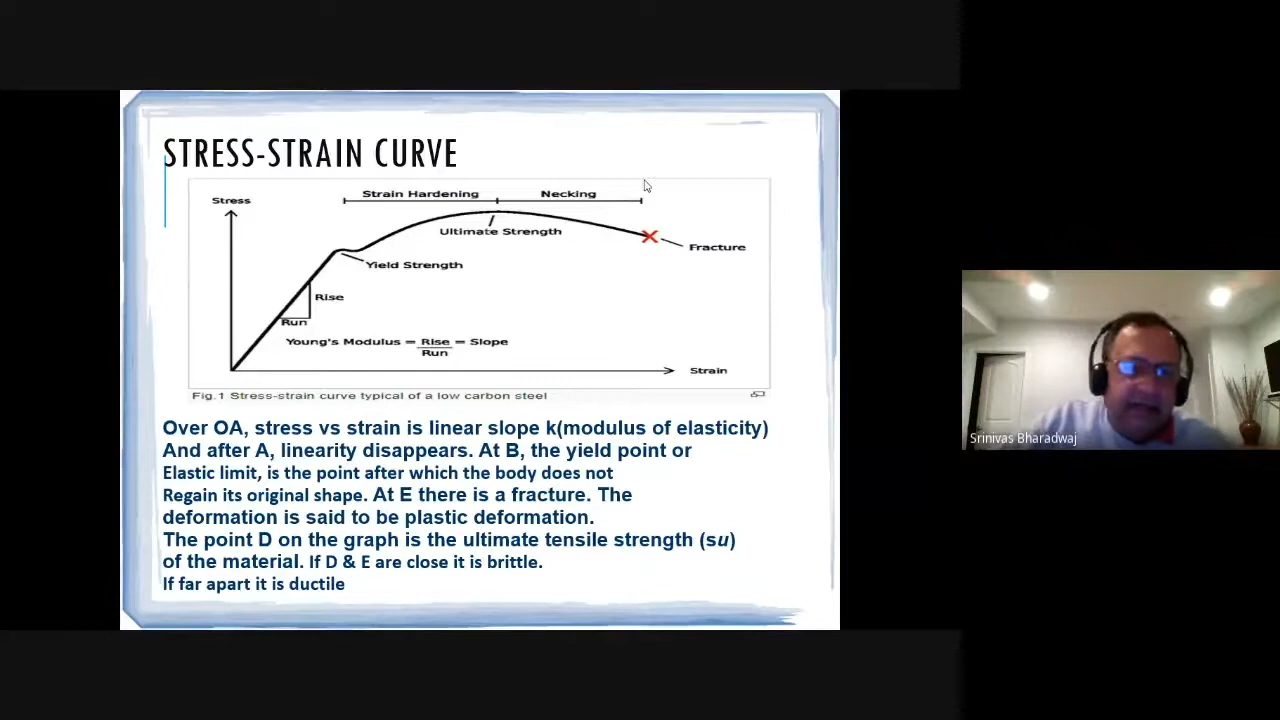 STRESS-STRAIN CURVE
Strain Hardening
Necking
Stress
Ultimate Strength
Fracture
Yield Strength
Rise
Run
Young's Modulus = Rise = Slope
Run
Strain
Fig.1 Stress-strain curve typical of a low carbon steel
Over OA, stress vs strain is linear slope k(modulus of elasticity)
And after A, linearity disappears. At B, the yield point or
Elastic limit, is the point after which the body does not
Regain its original shape. At E there is a fracture. The
deformation is said to be plastic deformation.
The point D on the graph is the ultimate tensile strength (su)
of the material. If D & E are close it is brittle.
If far apart it is ductile
Srinivas Bharadwaj